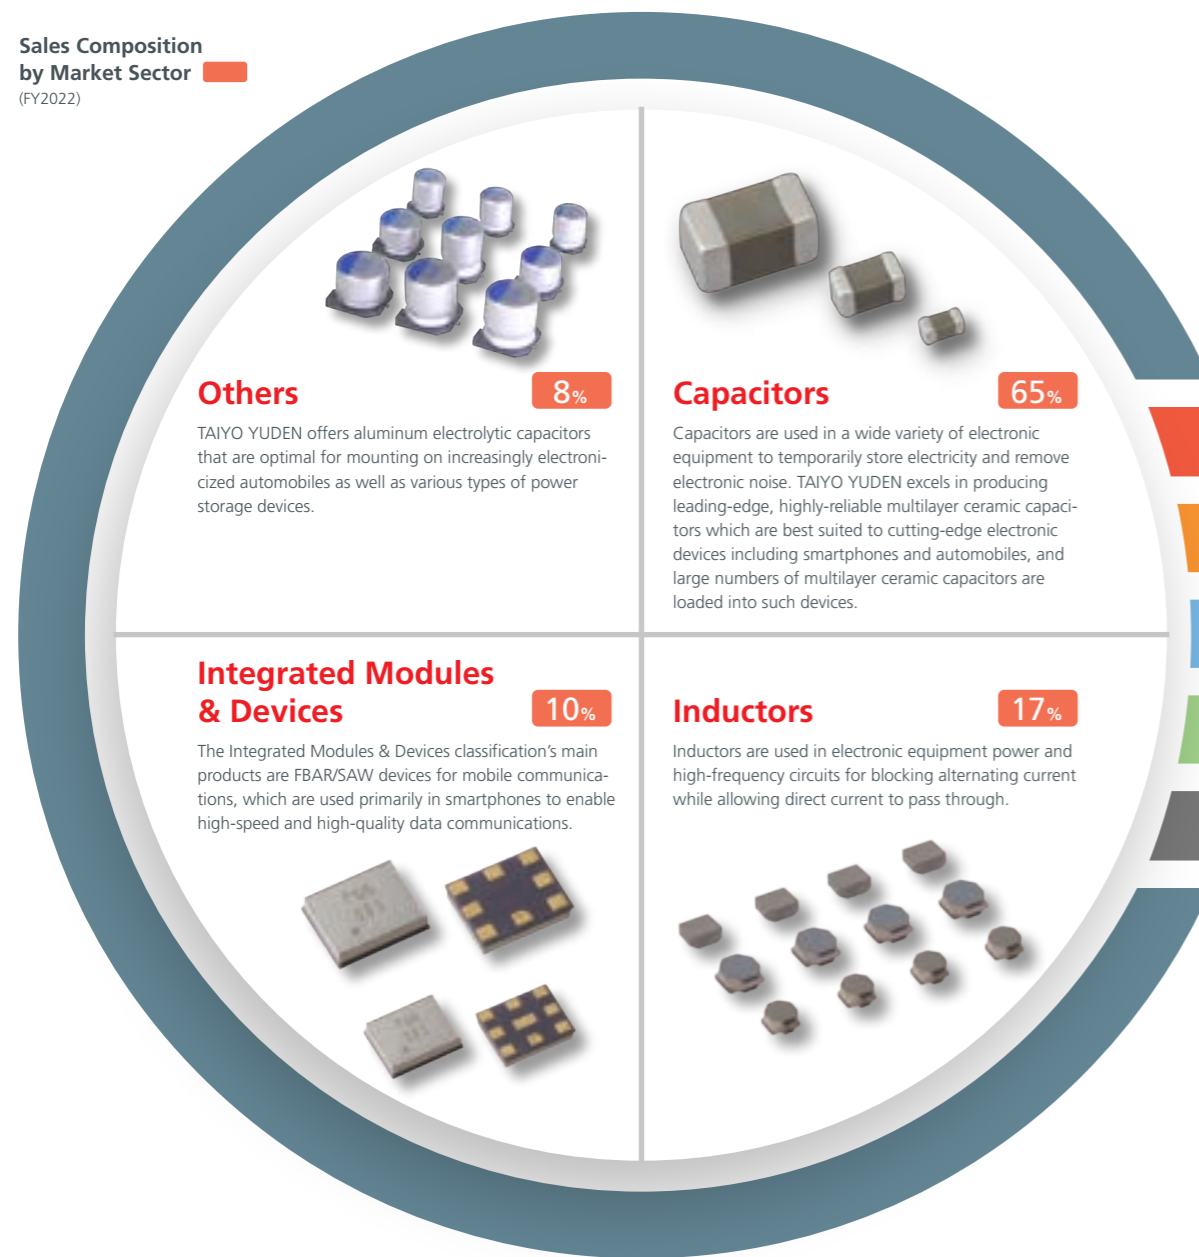 Sales Composition
by Market Sector
(FY2022)
Others
8%
TAIYO YUDEN offers aluminum electrolytic capacitors
that are optimal for mounting on increasingly electroni-
cized automobiles as well as various types of power
storage devices.
Capacitors
65%
Capacitors are used in a wide variety of electronic
equipment to temporarily store electricity and remove
electronic noise. TAIYO YUDEN excels in producing
leading-edge, highly-reliable multilayer ceramic capaci-
tors which are best suited to cutting-edge electronic
devices including smartphones and automobiles, and
large numbers of multilayer ceramic capacitors are
loaded into such devices.
Integrated Modules
& Devices
10%
The Integrated Modules & Devices classification's main
products are FBAR/SAW devices for mobile communica-
tions, which are used primarily in smartphones to enable
high-speed and high-quality data communications.
Inductors
17%
Inductors are used in electronic equipment power and
high-frequency circuits for blocking alternating current
while allowing direct current to pass through.